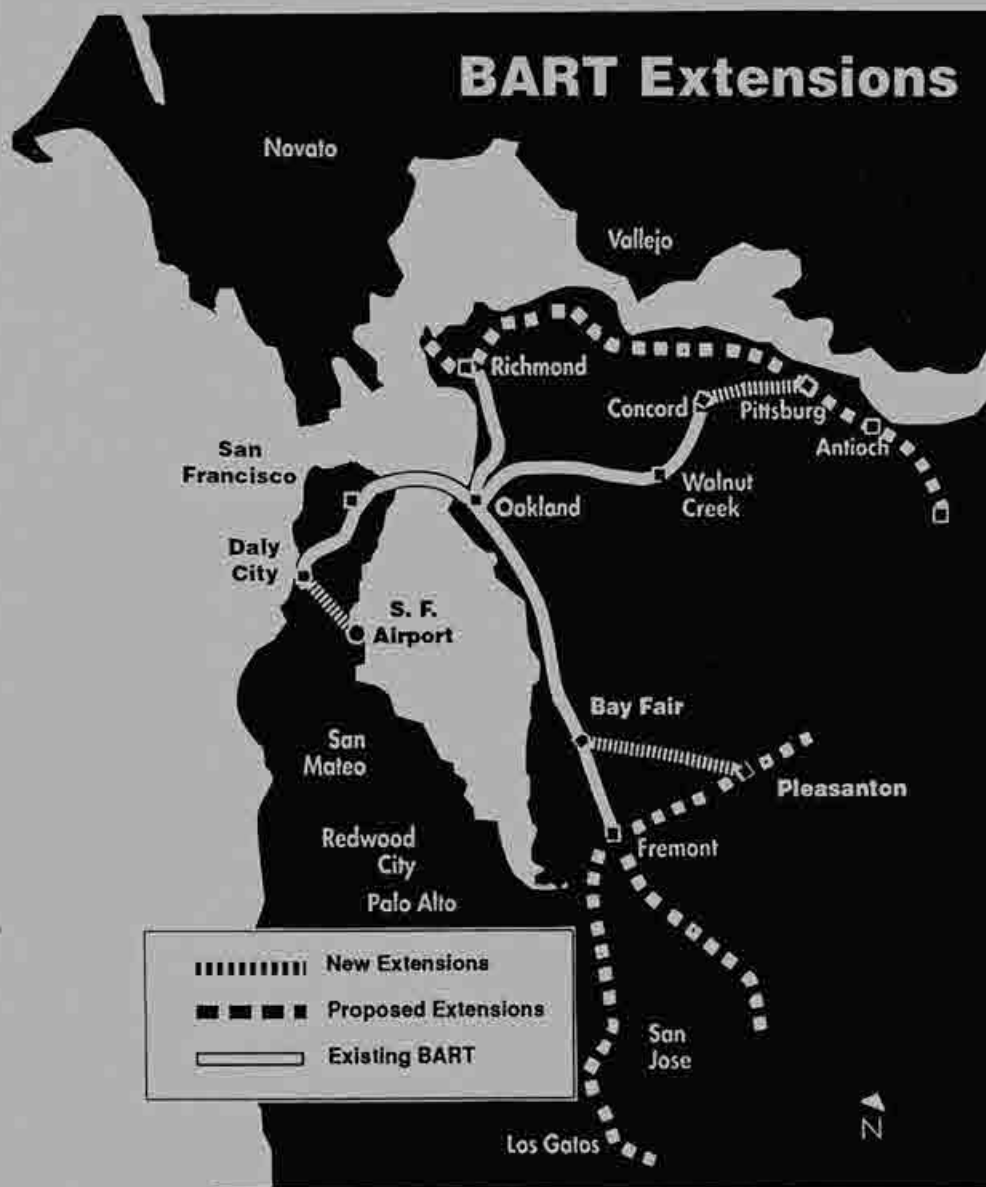 BART Extensions
Novato
Vallejo
Richmond
Concord
Pittsburg
Antioch
San
Francisco
Oakland
Walnut
Creek
Daly
City
S. F.
Airport
Bay Fair
San
Mateo
Pleasanton
Redwood
City
Fremont
Palo Alto
New Extensions
Proposed Extensions
Existing BART
San
Jose
Los Gatos
N